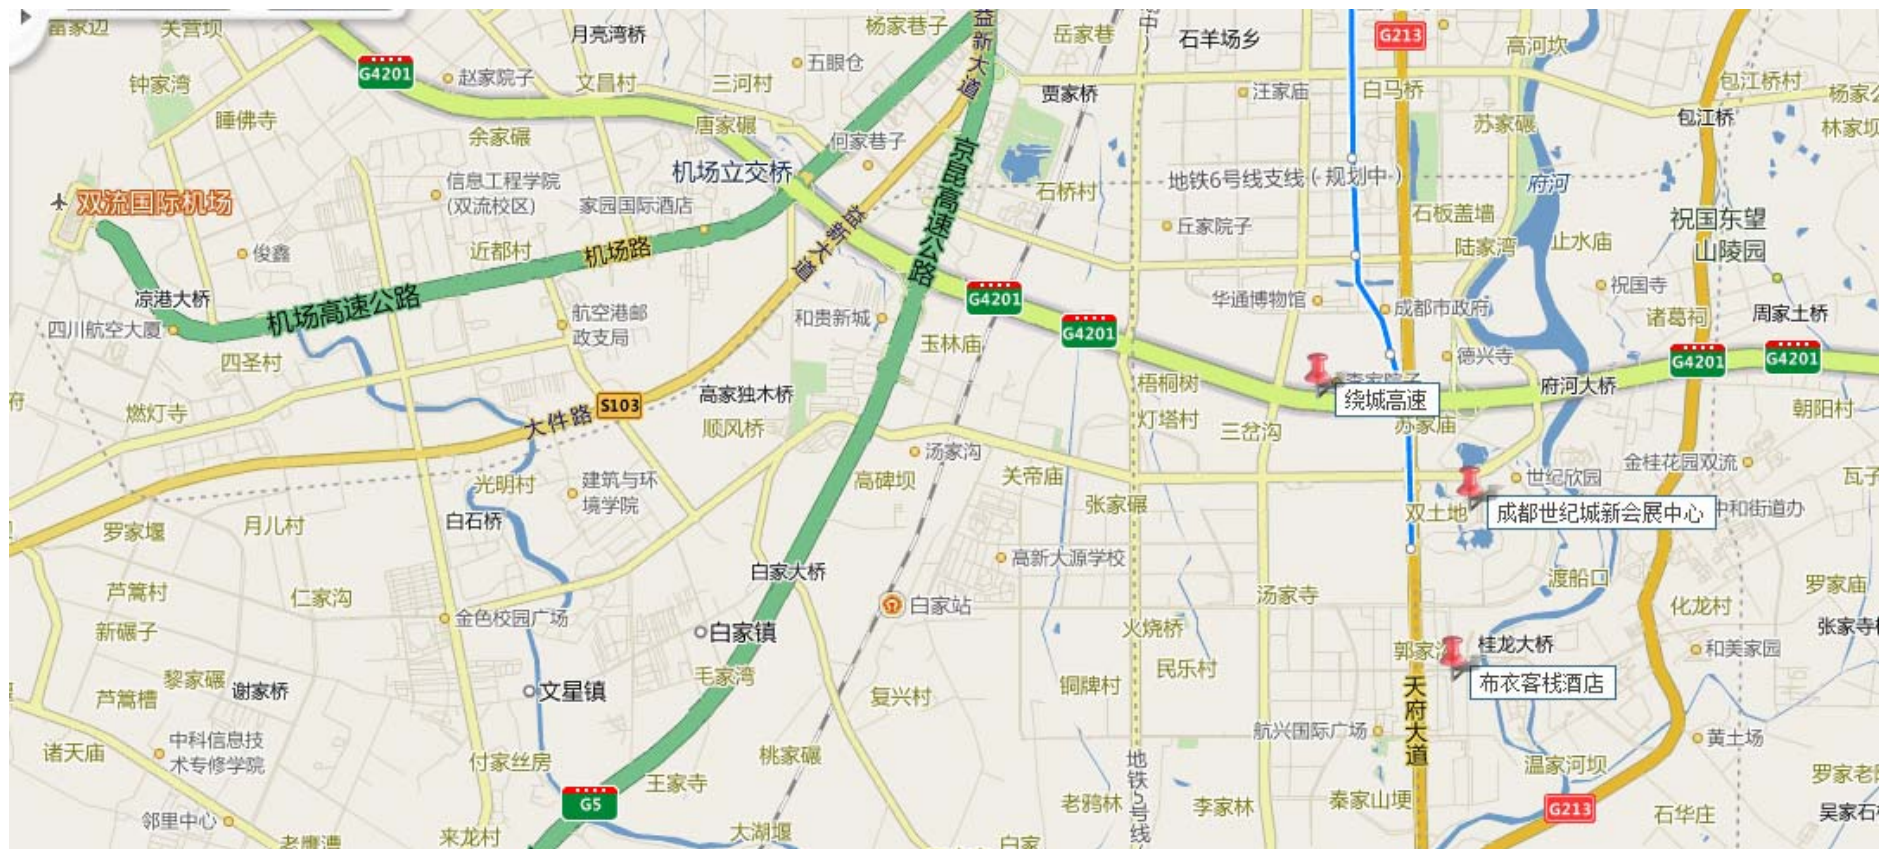 富家边
关营坊
月亮湾桥
杨家巷子
益新大道
岳家巷
石羊场乡
G213
高河坎
钟家湾
G4201
赵家院子
文昌村
三河村
五眼仓
贾家桥
汪家庙
白马桥
包江桥村
包江桥
睡佛寺
余家碾
唐家碾
何家巷子
苏家碾
林家坝
机场立交桥
信息工程学院
(双流校区)
家园国际酒店
京昆高速公路
石桥村
地铁6号线支线(规划中)
府河
双流国际机场
俊鑫
近都村
机场路
益新大道
丘家院子
石板盖墙
陆家湾
止水庙
祝国东望
山陵园
凉港大桥
机场高速公路
四川航空大厦
航空港邮
政支局
和贵新城
G4201
华通博物馆
成都市政府
祝国寺
诸葛祠
周家土桥
四圣村
玉林庙
G4201
德兴寺
G4201
G4201
燃灯寺
大件路
S103
高家独木桥
梧桐树
李家院子
绕城高速
府河大桥
朝阳村
顺风桥
灯塔村
三岔沟
苏家庙
汤家沟
光明村
建筑与环
境学院
高碑坝
关帝庙
世纪欣园
金桂花园双流
罗家堰
月儿村
白石桥
张家碾
双土地
成都世纪城新会展中心
中和街道办
高新大源学校
白家大桥
芦蒿村
仁家沟
汤家寺
渡船口
罗家庙
新碾子
金色校园广场
白家镇
白家站
火烧桥
化龙村
张家寺
郭家
桂龙大桥
和美家园
黎家碾
芦蒿槽
谢家桥
文星镇
毛家湾
复兴村
铜牌村
民乐村
布衣客栈酒店
天府大道
诸天庙
中科信息技
术专修学院
付家丝房
王家寺
桃家碾
地铁5号线
航兴国际广场
温家河坝
黄土场
邻里中心
G5
来龙村
太湖堰
老鸦林
李家林
秦家山埂
G213
石华庄
罗家老
吴家石
白家